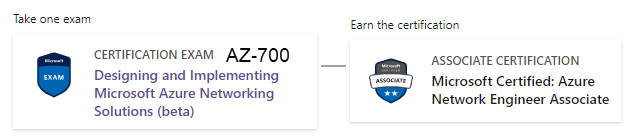 Take one exam
Earn the certification
Microsoft
EXAM
CERTIFICATION EXAM AZ-700
Designing and Implementing
Microsoft Azure Networking
Solutions (beta)
Microsoft
CERTIFIED
ASSOCIATE
ASSOCIATE CERTIFICATION
Microsoft Certified: Azure
Network Engineer Associate